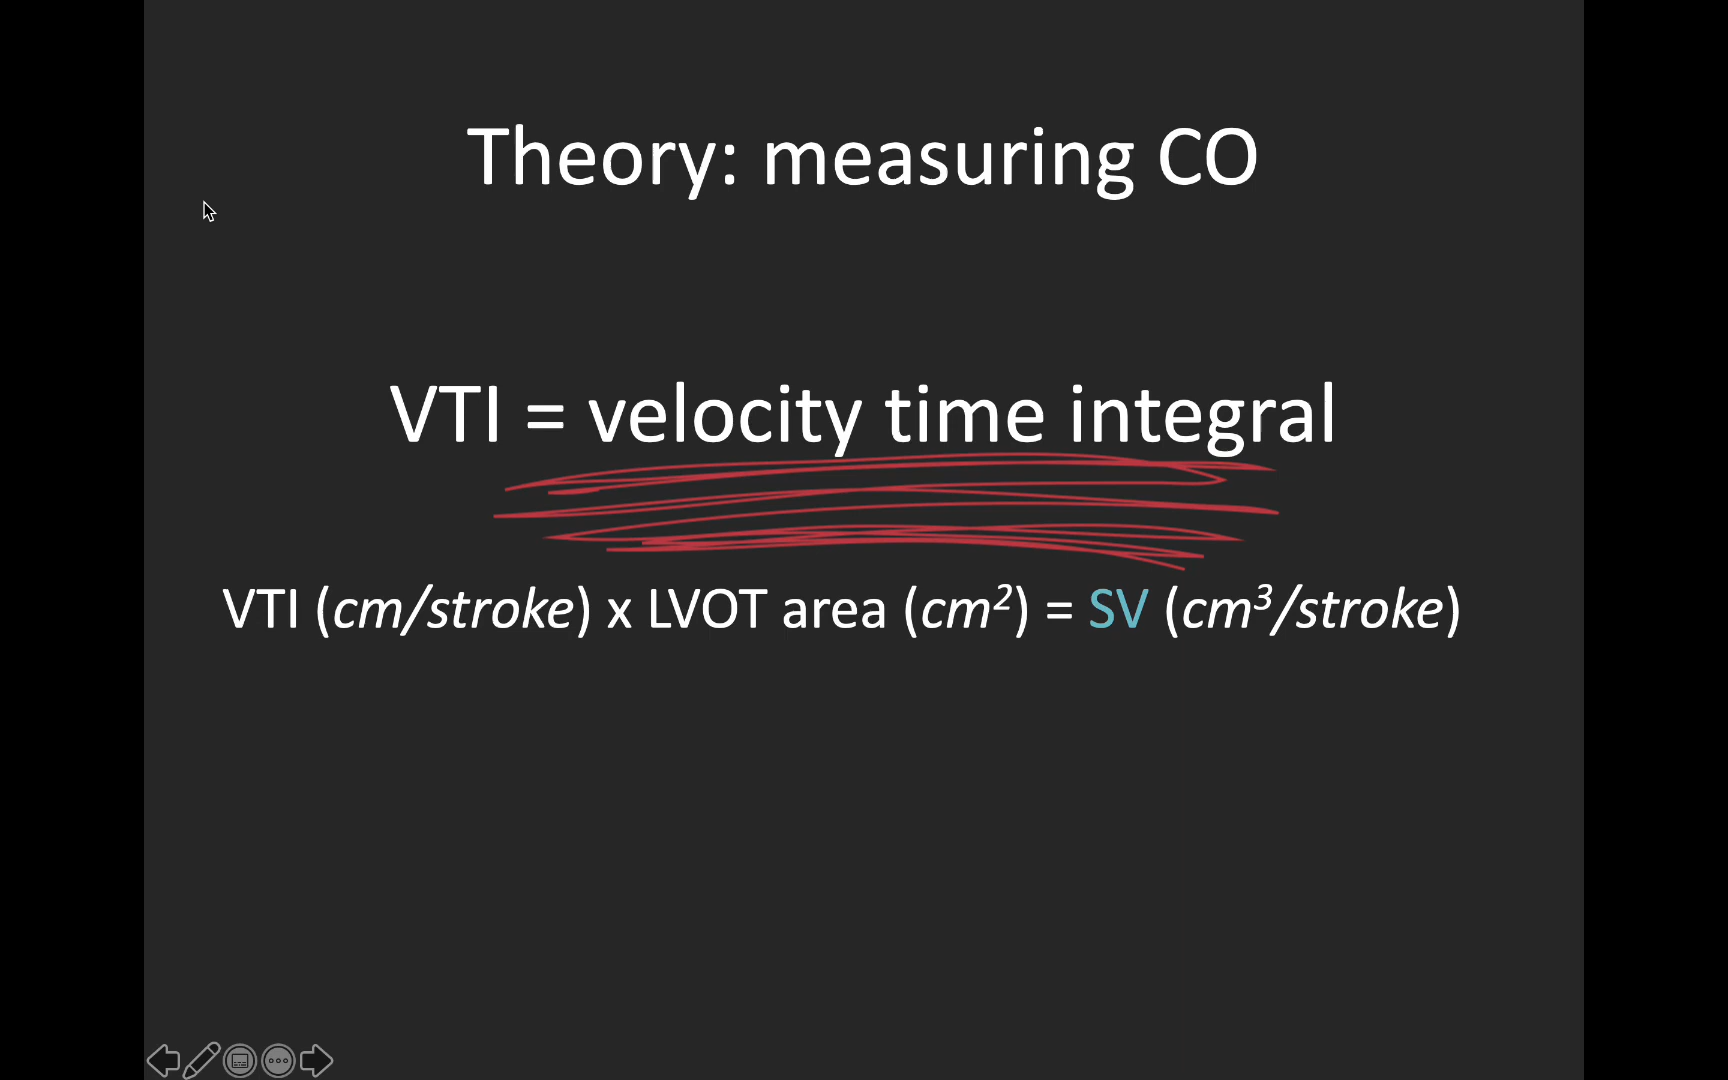 Theory: measuring CO
VTI = velocity time integral
VTI (cm/stroke) x LVOT area (cm²) = SV (cm³/stroke)